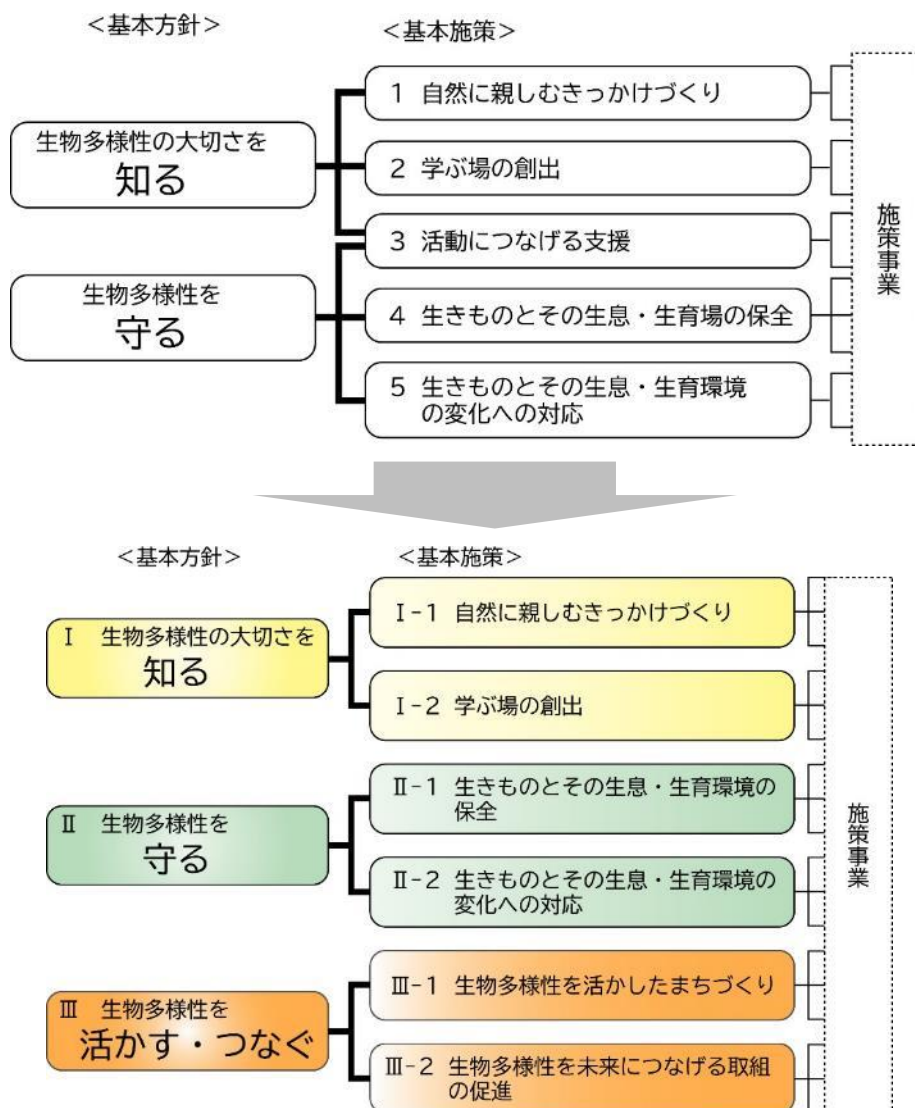 <基本方針>
<基本施策>
生物多様性の大切さを
知る
生物多様性を
守る
1 自然に親しむきっかけづくり
2 学ぶ場の創出
3 活動につなげる支援
4 生きものとその生息・生育場の保全
5 生きものとその生息・生育環境
の変化への対応
施策事業
<基本方針>
<基本施策>
Ⅰ 生物多様性の大切さを
知る
Ⅰ-1 自然に親しむきっかけづくり
Ⅰ-2 学ぶ場の創出
Ⅱ 生物多様性を
守る
Ⅱ-1 生きものとその生息・生育環境の
保全
Ⅱ-2 生きものとその生息・生育環境の
変化への対応
Ⅲ 生物多様性を
活かす・つなぐ
Ⅲ-1 生物多様性を活かしたまちづくり
Ⅲ-2 生物多様性を未来につなげる取組
の促進
施策事業